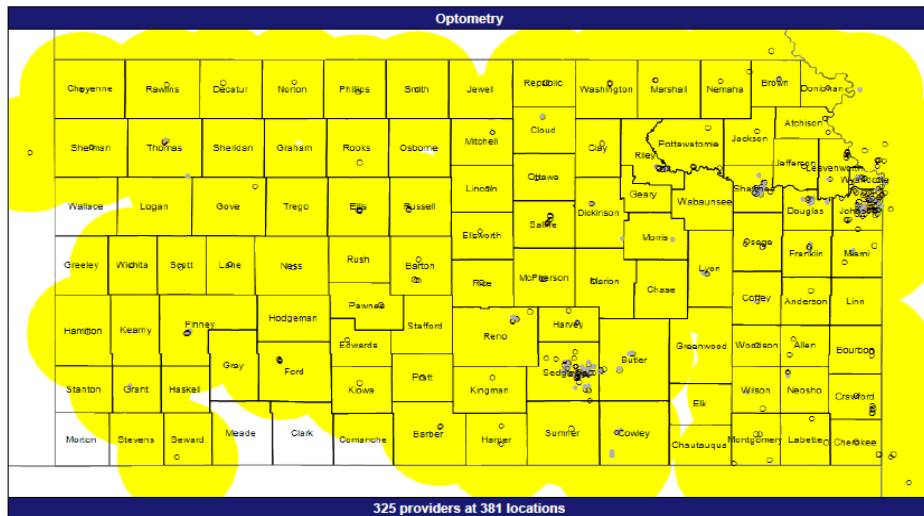 Optometry
Cheyenne Rawlins Decatur Norton Phillips Smith Jewell Republic Washington Marshall Nemaha Brown Doniphan
Sherman Thomas Sheridan Graham Rooks Osborne Mitchell Cloud Clay Riley Pottawatomie Jackson Atchison
Jefferson Leavenworth
Wallace Logan Gove Trego Ellis Russell Lincoln Ottawa Dickinson Geary Wabaunsee Shawnee Douglas Johnson Wyandotte
Ellsworth Saline Morris Osage Franklin Miami
Greeley Wichita Scott Lane Ness Rush Barton Rice McPherson Marion Chase Lyon Coffey Anderson Linn
Hamilton Kearny Finney Hodgeman Pawnee Stafford Reno Harvey
Gray Ford Edwards Sedgwick Butler Greenwood Woodson Allen Bourbon
Stanton Grant Haskell Kiowa Pratt Kingman Elk Wilson Neosho Crawford
Morton Stevens Seward Meade Clark Comanche Barber Harper Sumner Cowley Chautauqua Montgomery Labette Cherokee
325 providers at 381 locations